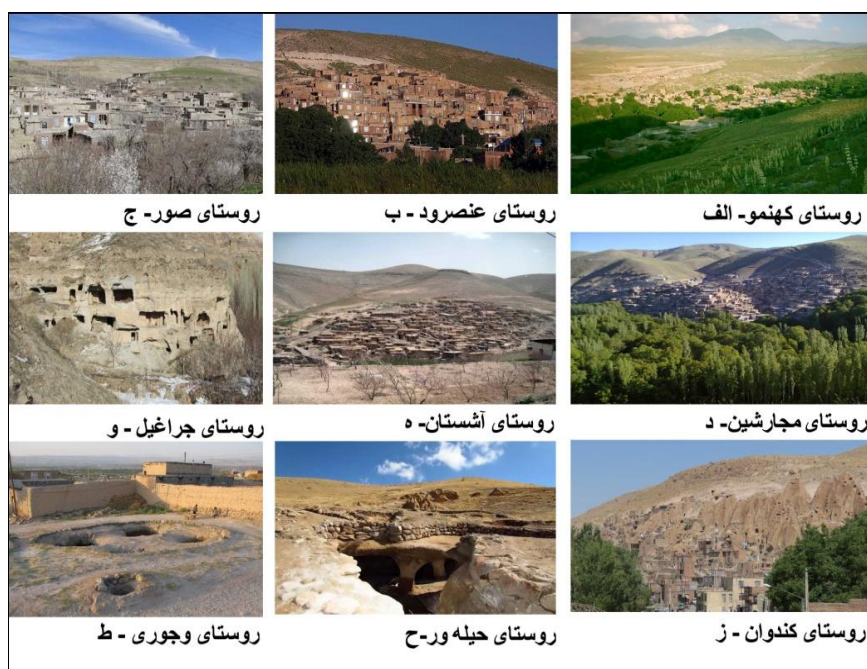 روستای کهنمو- الف
روستای عنصرود - ب
روستای صور- ج
روستای مجارشین- د
روستای آشستان- ه
روستای جراغیل - و
روستای کندوان - ز
روستای حیله ور-ح
روستای وجوری - ط